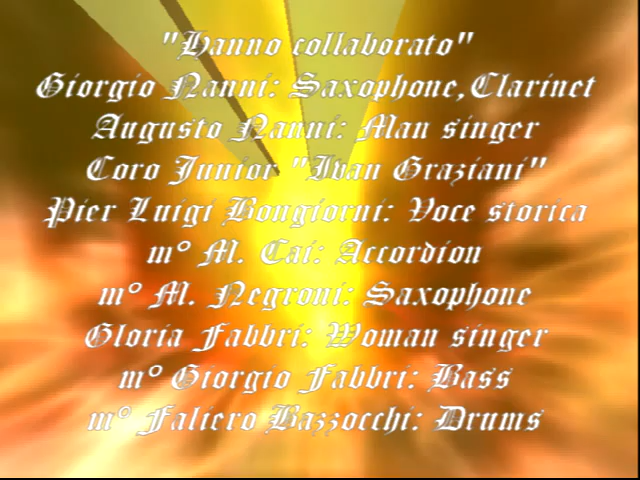 "Hanno collaborato"
Giorgio Nanni: Saxophone,Clarinet
Augusto Nanni: Man singer
Coro Junior "Ivan Graziani"
Pier Luigi Bongiorni: Voce storica
m° M. Cai: Accordion
m° M. Negroni: Saxophone
Gloria Fabbri: Woman singer
m° Giorgio Fabbri: Bass
m° Faliero Bazzocchi: Drums